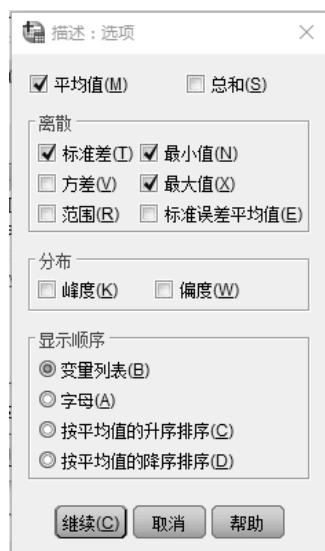 描述：选项
平均值(M) 总和(S)
离散
标准差(T) 最小值(N)
方差(V) 最大值(X)
范围(R) 标准误差平均值(E)
分布
峰度(K) 偏度(W)
显示顺序
变量列表(B)
字母(A)
按平均值的升序排序(C)
按平均值的降序排序(D)
继续(C) 取消 帮助